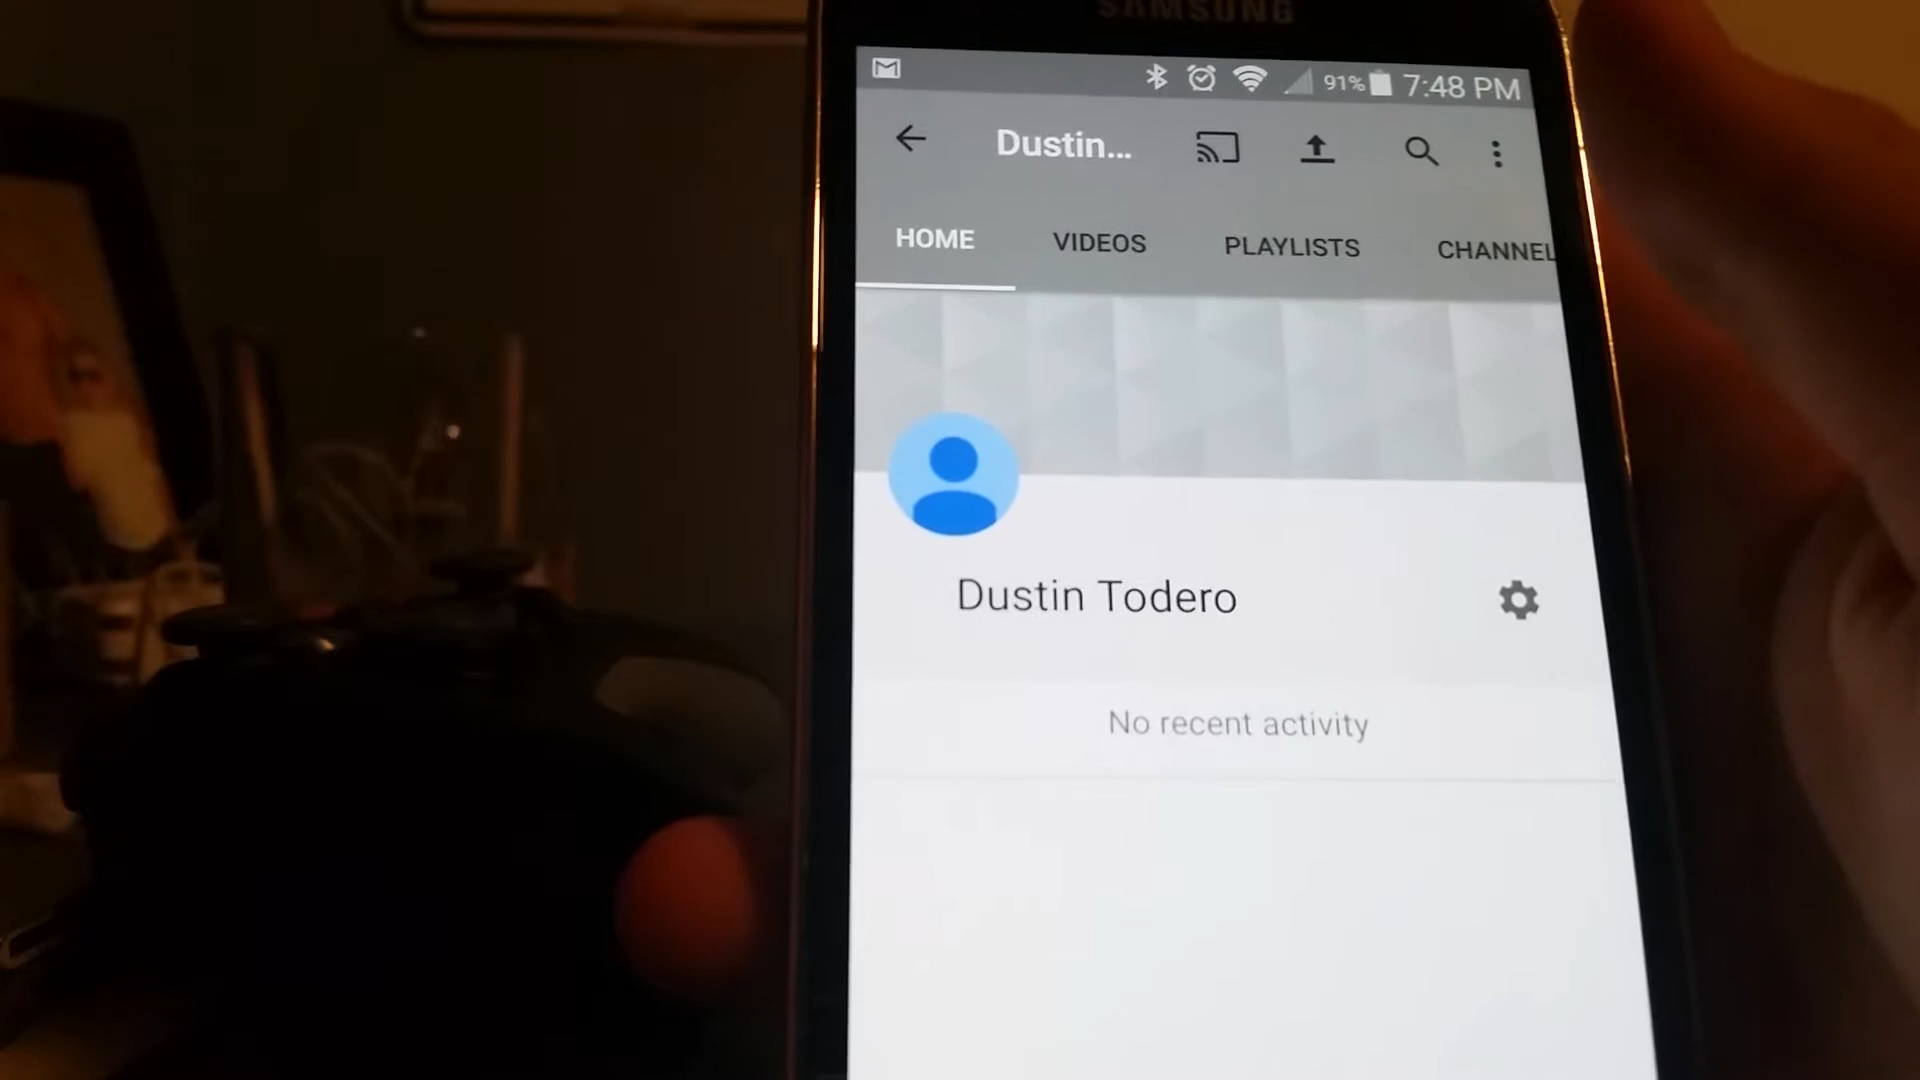 SAMSUNG
91% 7:48 PM
Dustin...
HOME VIDEOS PLAYLISTS CHANNEL
Dustin Todero
No recent activity